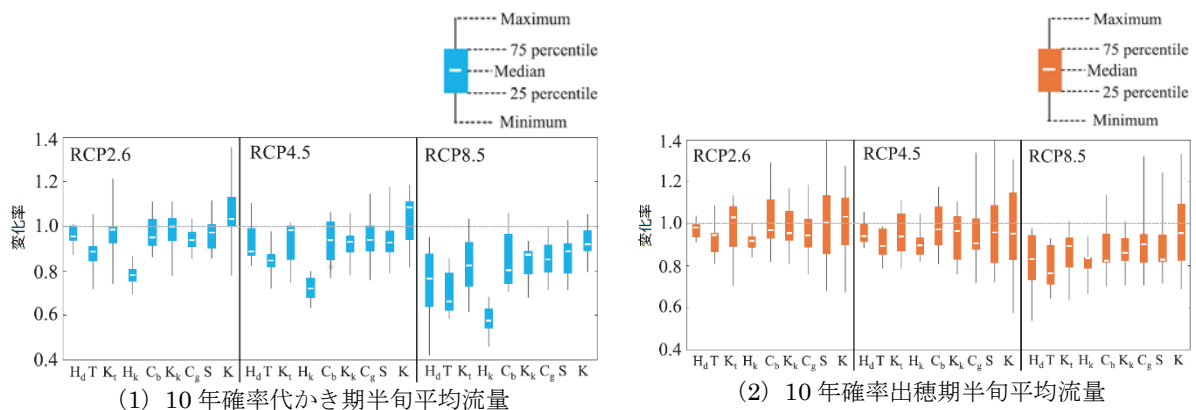 Maximum
75 percentile
Median
25 percentile
Minimum
変化率
1.4
1.2
1.0
0.8
0.6
0.4
RCP2.6
RCP4.5
RCP8.5
Hd T Kt Hk Cb Kk Cg S K
Hd T Kt Hk Cb Kk Cg S K
Hd T Kt Hk Cb Kk Cg S K
(1) 10 年確率代かき期半旬平均流量
Maximum
75 percentile
Median
25 percentile
Minimum
変化率
1.4
1.2
1.0
0.8
0.6
0.4
RCP2.6
RCP4.5
RCP8.5
Hd T Kt Hk Cb Kk Cg S K
Hd T Kt Hk Cb Kk Cg S K
Hd T Kt Hk Cb Kk Cg S K
(2) 10 年確率出穂期半旬平均流量